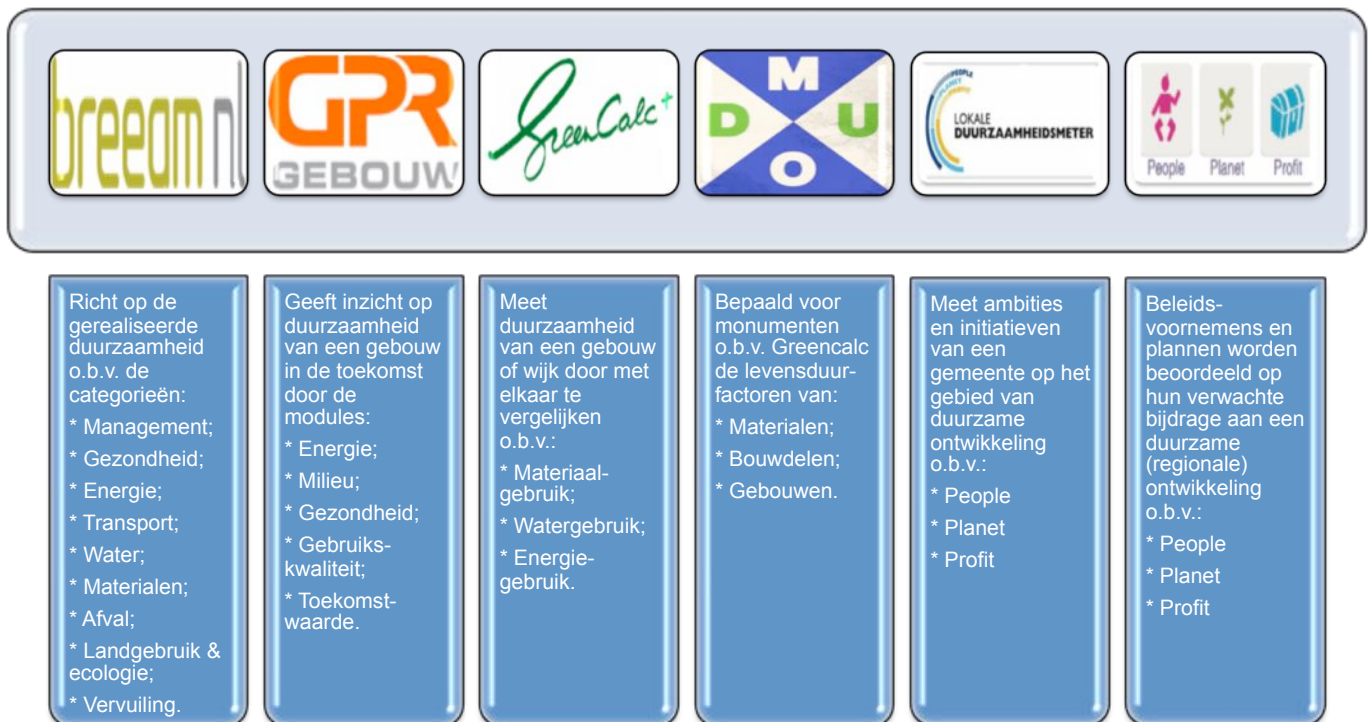 breeam nl
GPR
GEBOUW
GreenCalc+
M
D U
O
PEOPLE
PLANET
PROFIT
LOKALE
DUURZAAMHEIDSMETER
People Planet Profit
Richt op de
gerealiseerde
duurzaamheid
o.b.v. de
categorieën:
* Management;
* Gezondheid;
* Energie;
* Transport;
* Water;
* Materialen;
* Afval;
* Landgebruik &
ecologie;
* Vervuiling.
Geeft inzicht op
duurzaamheid
van een gebouw
in de toekomst
door de
modules:
* Energie;
* Milieu;
* Gezondheid;
* Gebruiks-
kwaliteit;
* Toekomst-
waarde.
Meet
duurzaamheid
van een gebouw
of wijk door met
elkaar te
vergelijken
o.b.v.:
* Materiaal-
gebruik;
* Watergebruik;
* Energie-
gebruik.
Bepaald voor
monumenten
o.b.v. Greencalc
de levensduur-
factoren van:
* Materialen;
* Bouwdelen;
* Gebouwen.
Meet ambities
en initiatieven
van een
gemeente op het
gebied van
duurzame
ontwikkeling
o.b.v.:
* People
* Planet
* Profit
Beleids-
voornemens en
plannen worden
beoordeeld op
hun verwachte
bijdrage aan een
duurzame
(regionale)
ontwikkeling
o.b.v.:
* People
* Planet
* Profit